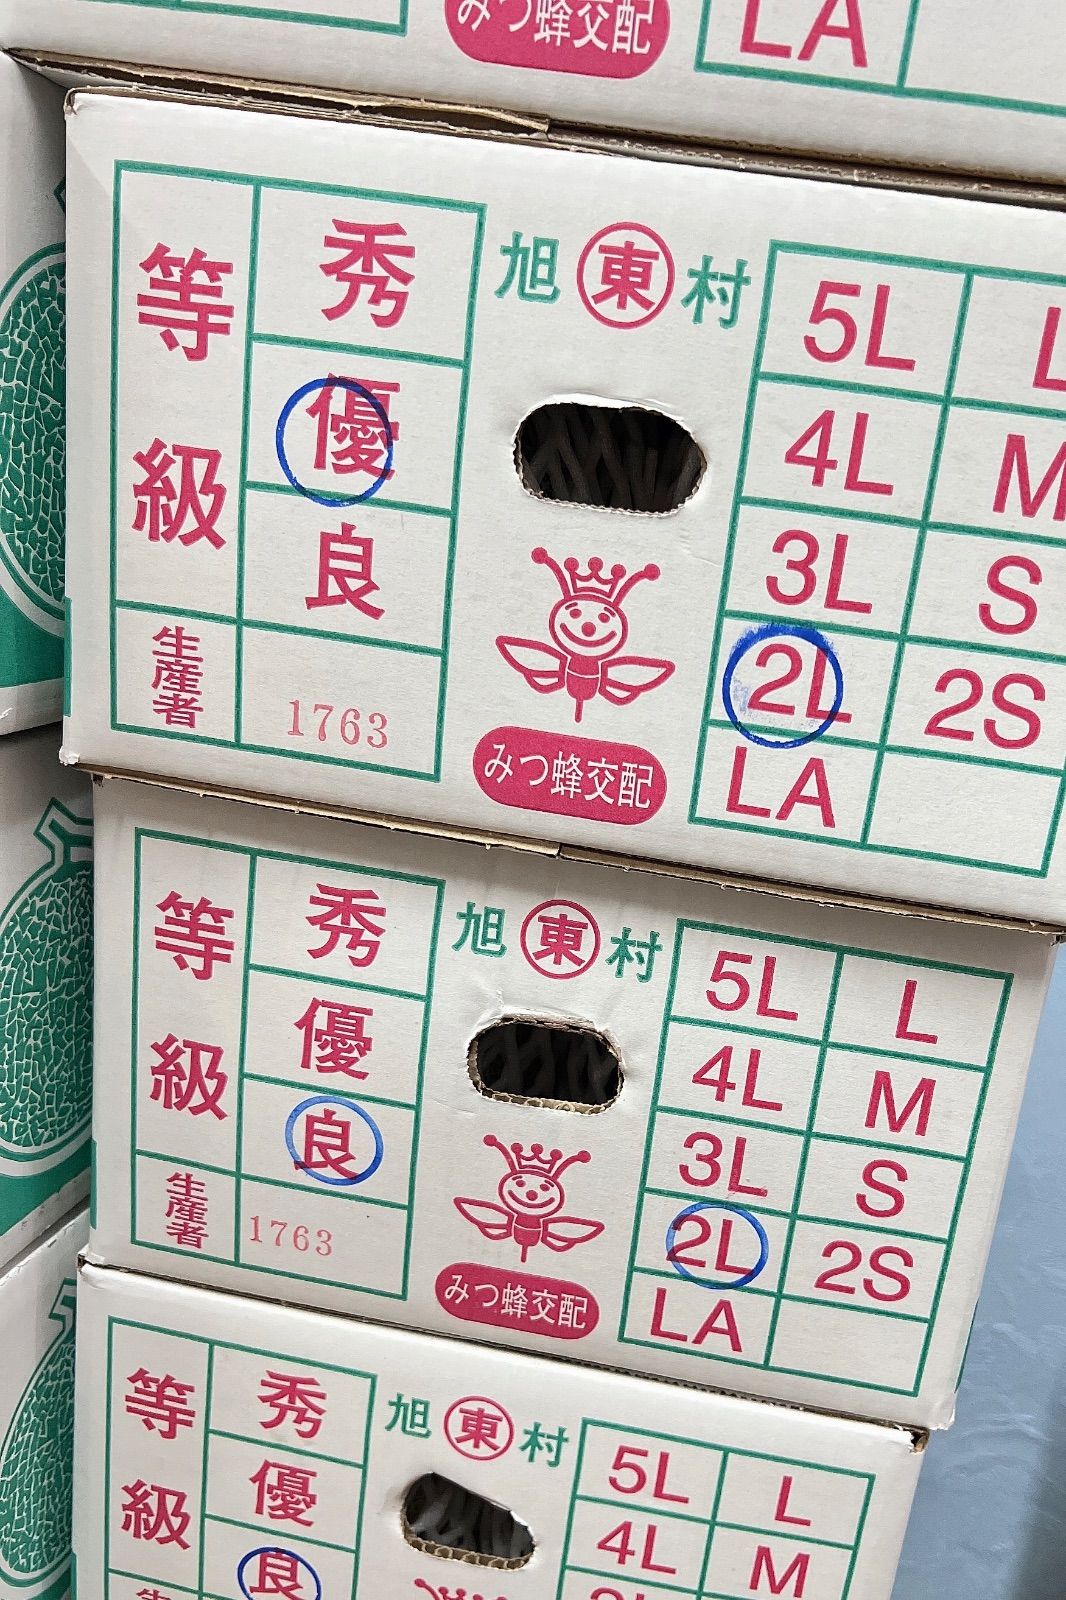 みつ蜂交配
LA
等級
秀
優
良
生産者
1763
旭 東 村
みつ蜂交配
5L L
4L M
3L S
2L 2S
LA
等級
秀
優
良
生産者
1763
旭 東 村
みつ蜂交配
5L L
4L M
3L S
2L 2S
LA
等級
秀
優
良
旭 東 村
5L L
4L M